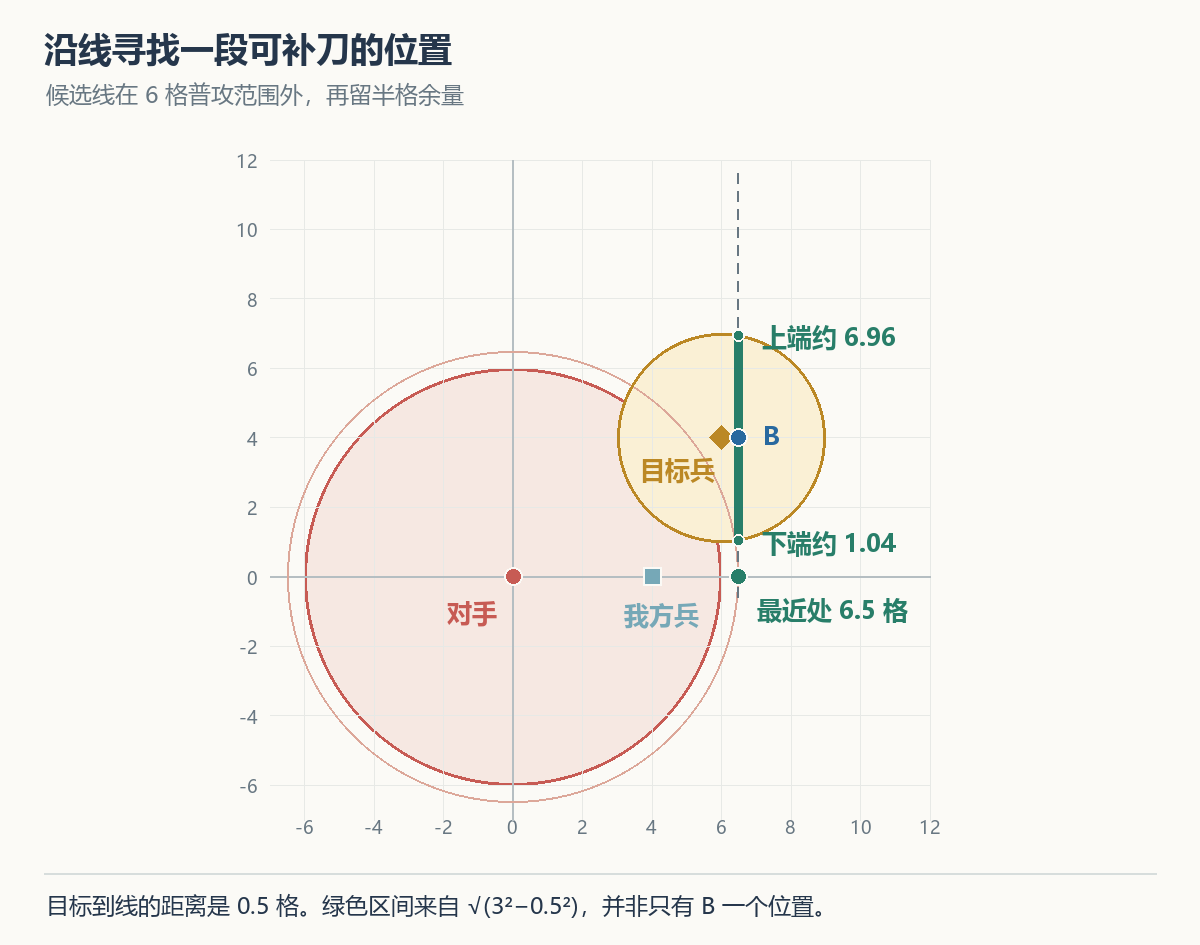 沿线寻找一段可补刀的位置
候选线在 6 格普攻范围外，再留半格余量
12
10
8
6
4
2
0
-2
-4
-6
上端约 6.96
B
目标兵
下端约 1.04
对手
我方兵
最近处 6.5 格
-6 -4 -2 0 2 4 6 8 10 12
目标到线的距离是 0.5 格。绿色区间来自 √(3²−0.5²)，并非只有 B 一个位置。